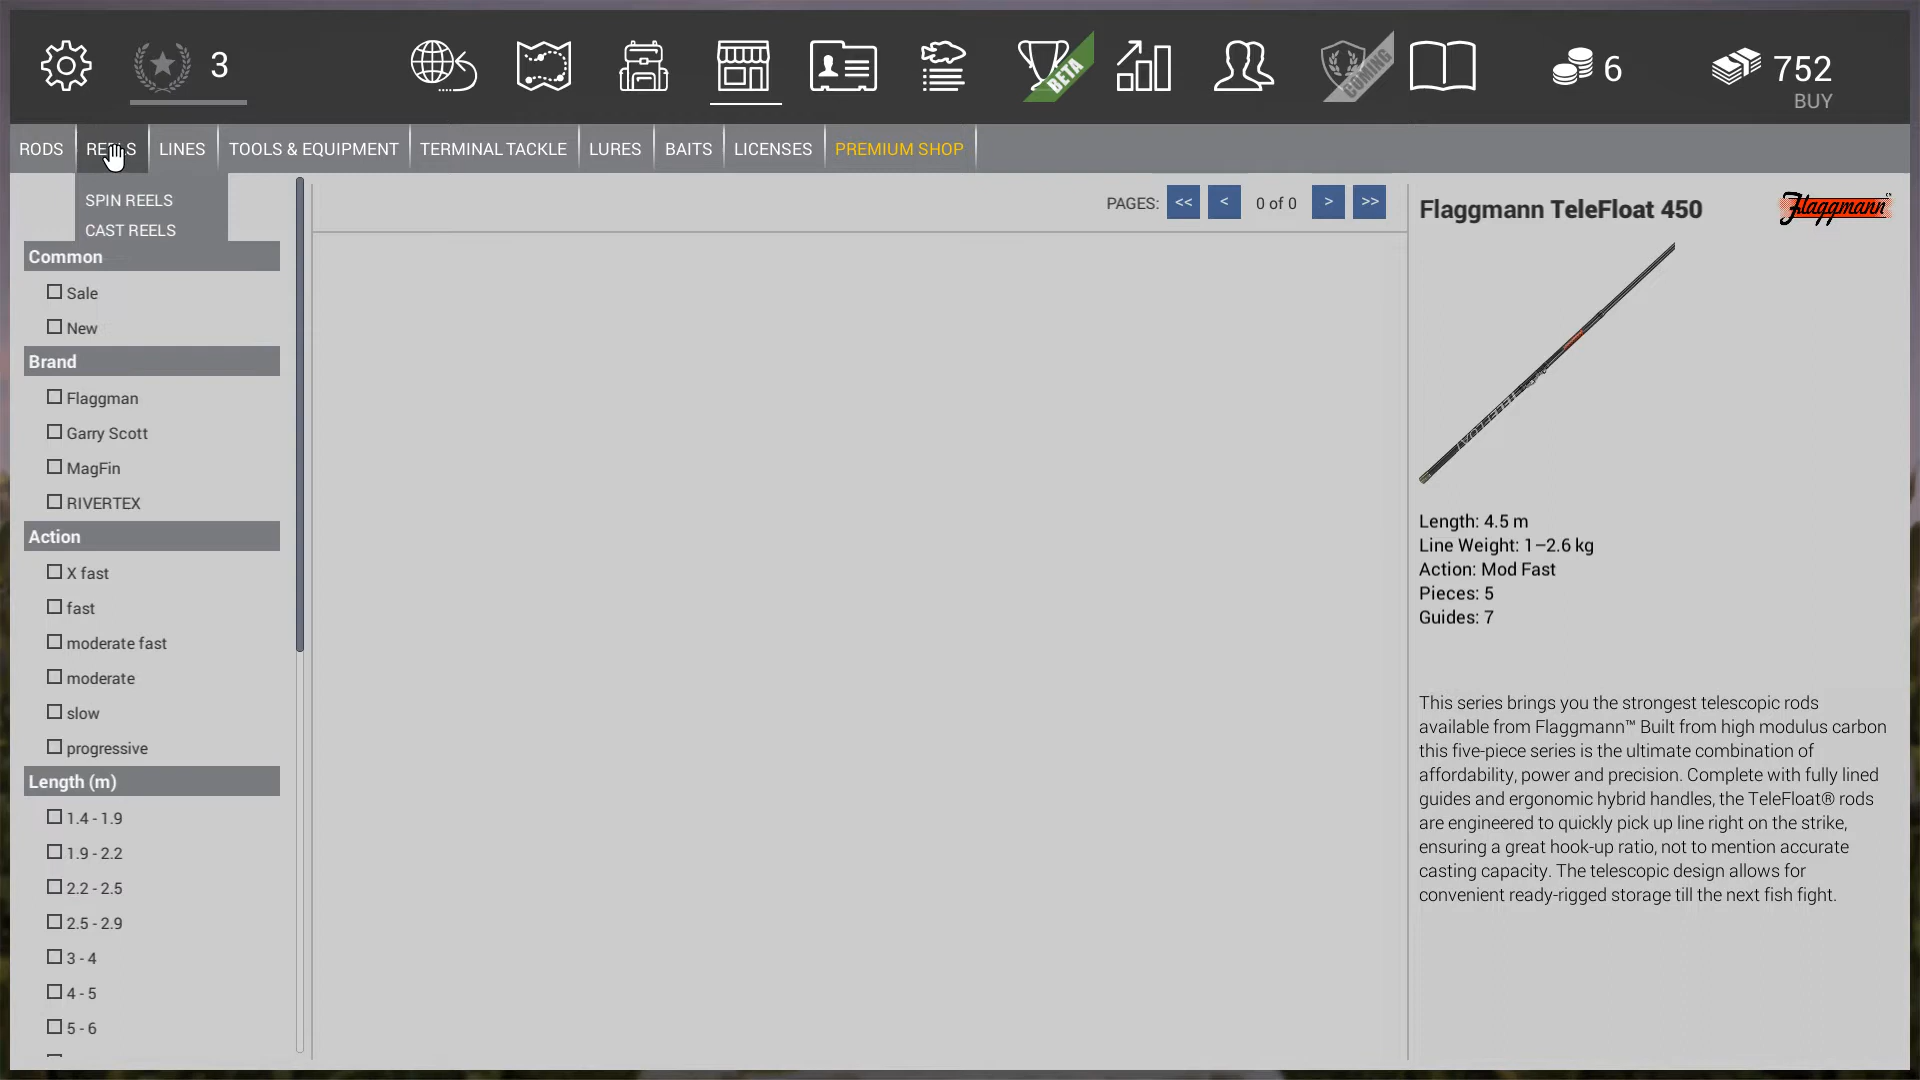 3
BETA
COMING
6
752
BUY
RODS
REELS
LINES
TOOLS & EQUIPMENT
TERMINAL TACKLE
LURES
BAITS
LICENSES
PREMIUM SHOP
SPIN REELS
CAST REELS
Common
Sale
New
Brand
Flaggman
Garry Scott
MagFin
RIVERTEX
Action
X fast
fast
moderate fast
moderate
slow
progressive
Length (m)
1.4 - 1.9
1.9 - 2.2
2.2 - 2.5
2.5 - 2.9
3 - 4
4 - 5
5 - 6
PAGES: << < 0 of 0 > >>
Flaggmann TeleFloat 450
Flaggmann
TELEFLOAT
Length: 4.5 m
Line Weight: 1–2.6 kg
Action: Mod Fast
Pieces: 5
Guides: 7
This series brings you the strongest telescopic rods
available from Flaggmann™ Built from high modulus carbon
this five-piece series is the ultimate combination of
affordability, power and precision. Complete with fully lined
guides and ergonomic hybrid handles, the TeleFloat® rods
are engineered to quickly pick up line right on the strike,
ensuring a great hook-up ratio, not to mention accurate
casting capacity. The telescopic design allows for
convenient ready-rigged storage till the next fish fight.